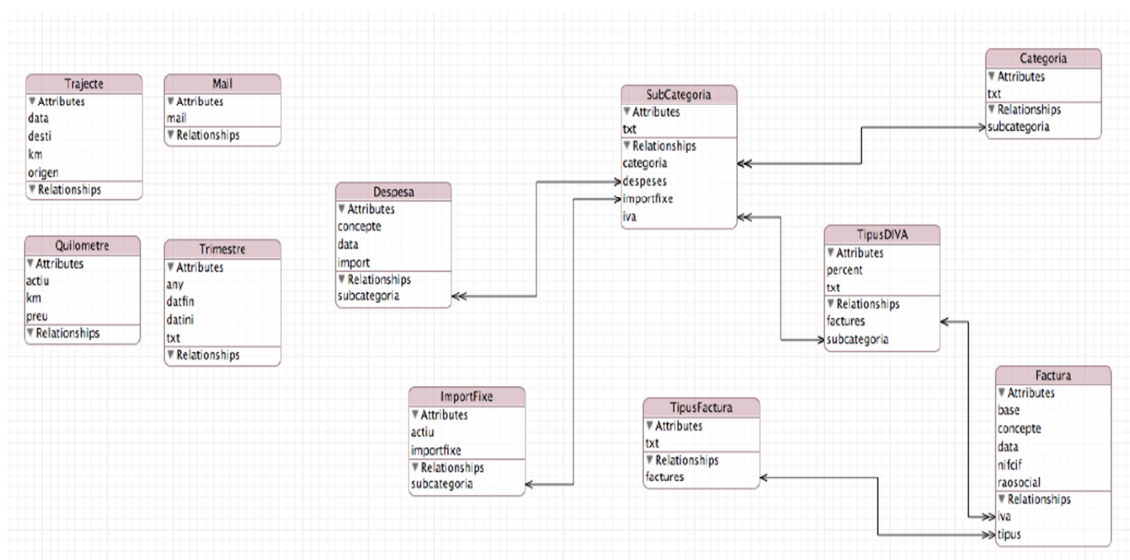 Trajecte
Attributes
data
desti
km
origen
Relationships
Mail
Attributes
mail
Relationships
Quilometre
Attributes
actiu
km
preu
Relationships
Trimestre
Attributes
any
datfin
datini
txt
Relationships
Despesa
Attributes
concepte
data
import
Relationships
subcategoria
ImportFixe
Attributes
actiu
importfixe
Relationships
subcategoria
SubCategoria
Attributes
txt
Relationships
categoria
despeses
importfixe
iva
TipusFactura
Attributes
txt
Relationships
factures
Categoria
Attributes
txt
Relationships
subcategoria
TipusDIVA
Attributes
percent
txt
Relationships
factures
subcategoria
Factura
Attributes
base
concepte
data
nifcif
raosocial
Relationships
iva
tipus